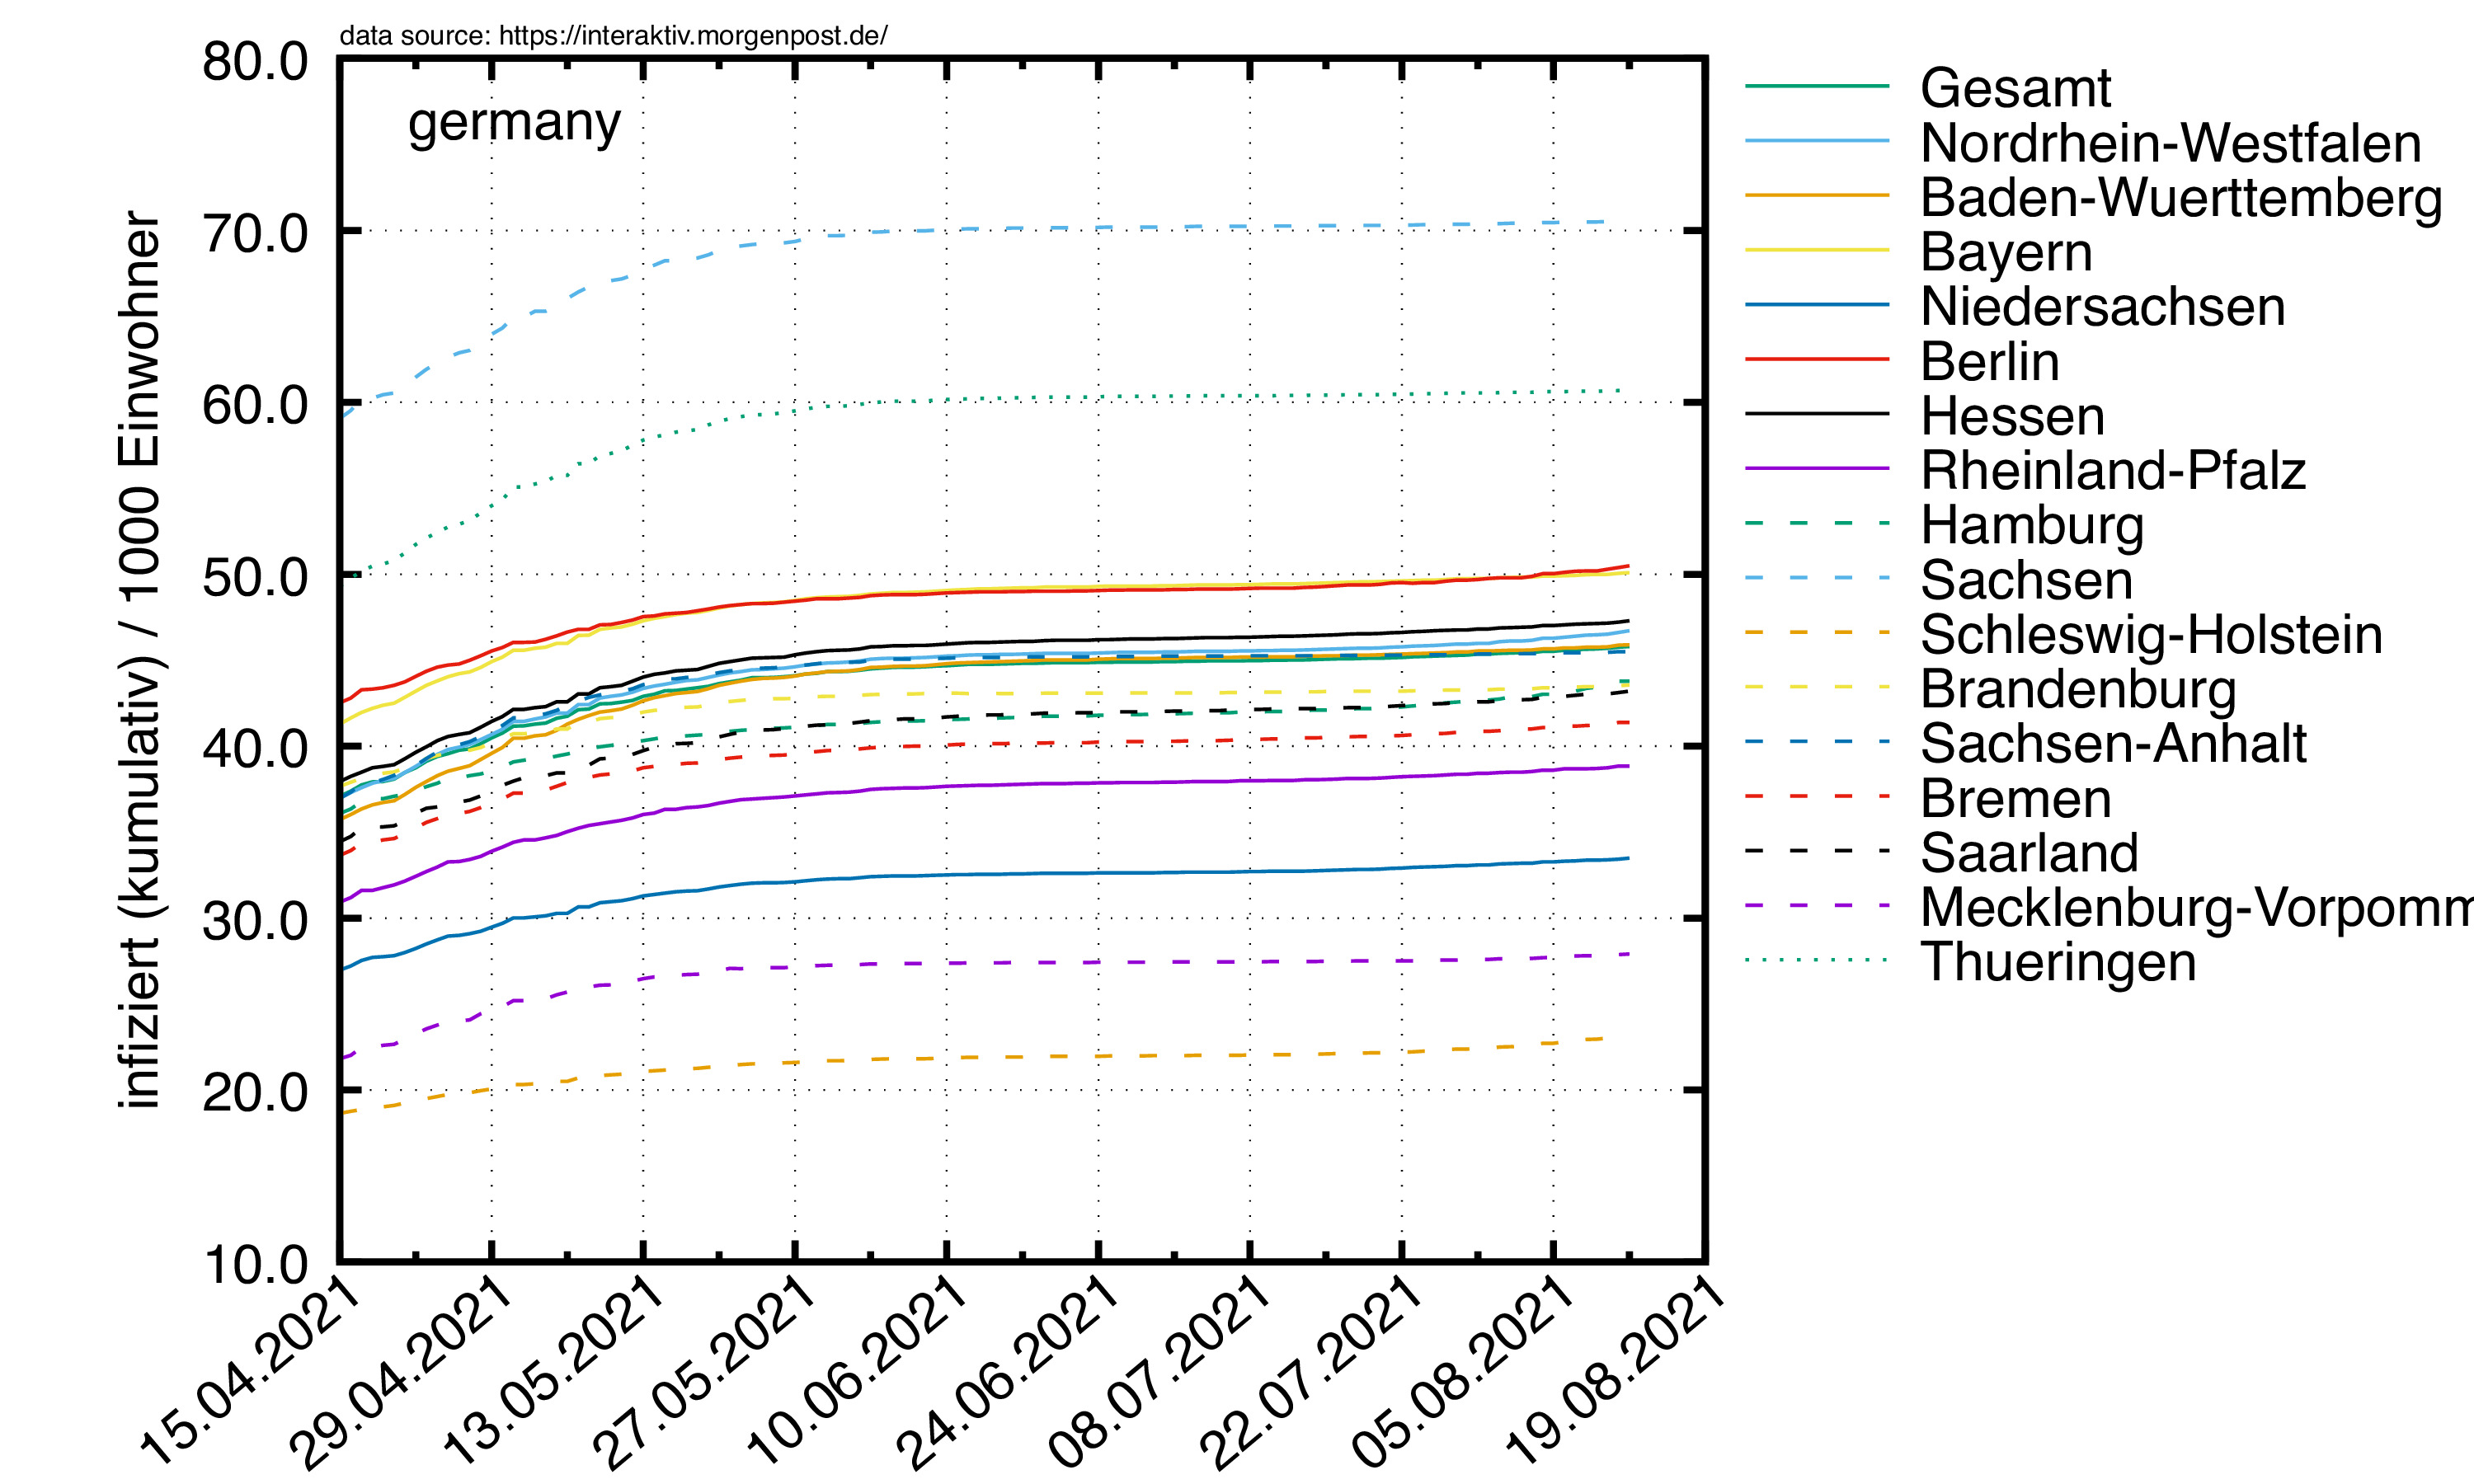 data source: https://interaktiv.morgenpost.de/
80.0
70.0
60.0
50.0
40.0
30.0
20.0
10.0
infiziert (kumulativ) / 1000 Einwohner
germany
15.04.2021
29.04.2021
13.05.2021
27.05.2021
10.06.2021
24.06.2021
08.07.2021
22.07.2021
05.08.2021
19.08.2021
Gesamt
Nordrhein-Westfalen
Baden-Wuerttemberg
Bayern
Niedersachsen
Berlin
Hessen
Rheinland-Pfalz
Hamburg
Sachsen
Schleswig-Holstein
Brandenburg
Sachsen-Anhalt
Bremen
Saarland
Mecklenburg-Vorpomm
Thueringen